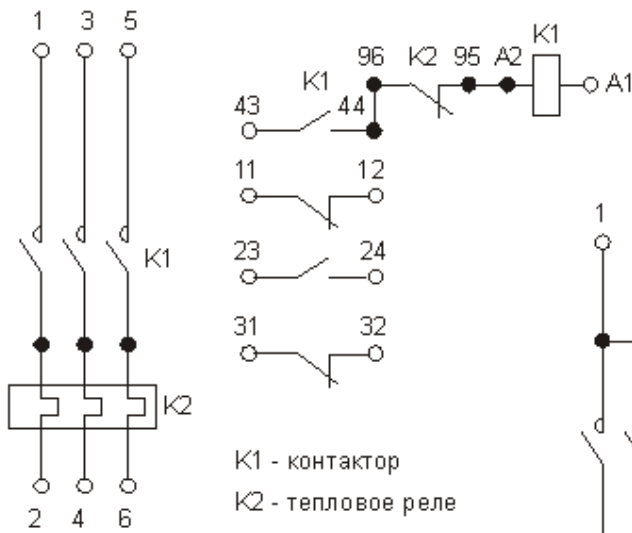 1 3 5
K1
96 K2 95 A2
K1
43 44
A1
11 12
1
23 24
K1
31 32
K2
K1 - контактор
K2 - тепловое реле
2 4 6